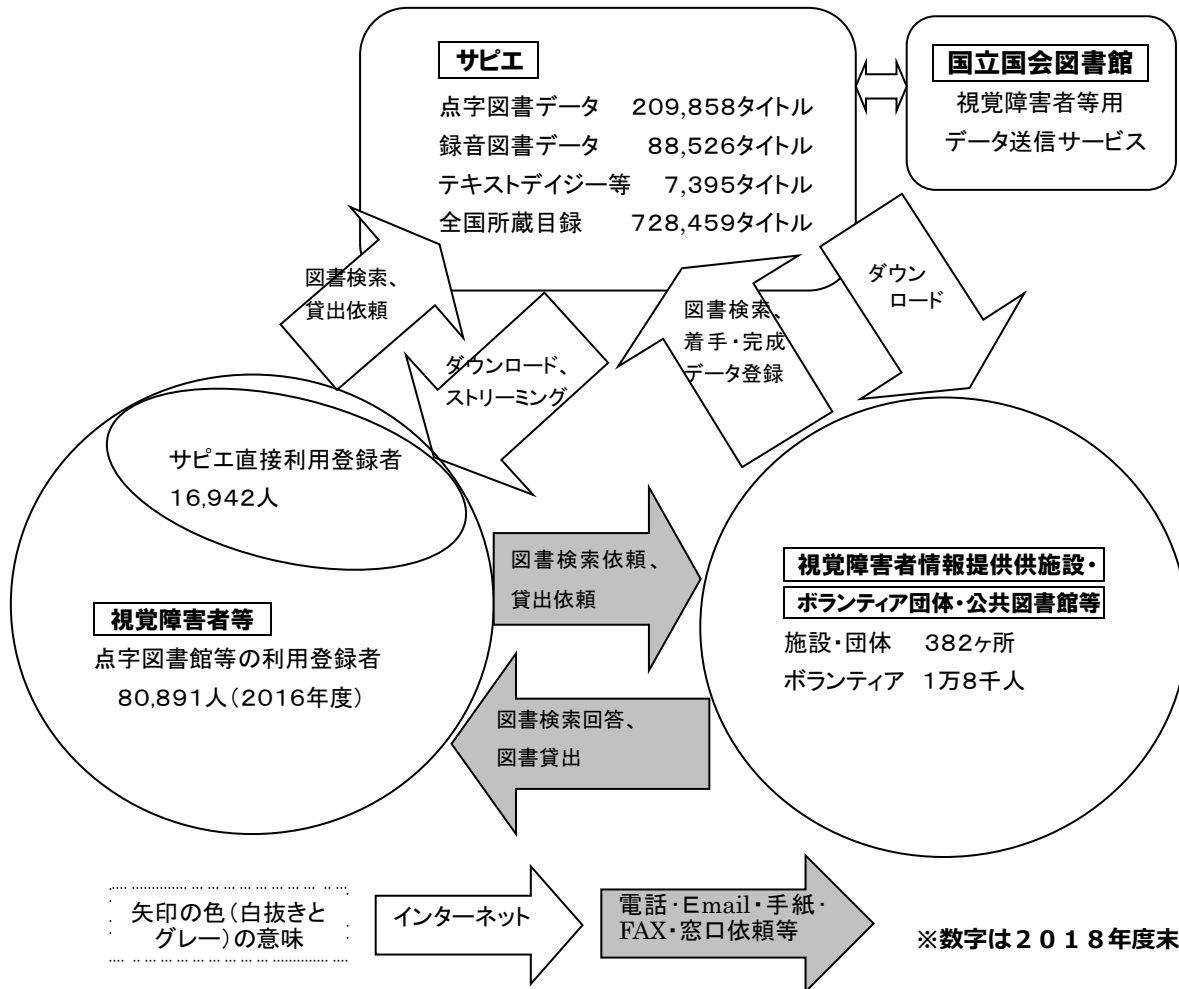 サピエ
点字図書データ 209,858タイトル
録音図書データ 88,526タイトル
テキストデイジー等 7,395タイトル
全国所蔵目録 728,459タイトル
国立国会図書館
視覚障害者等用
データ送信サービス
図書検索、
貸出依頼
ダウンロード、
ストリーミング
図書検索、
着手・完成
データ登録
ダウン
ロード
サピエ直接利用登録者
16,942人
視覚障害者等
点字図書館等の利用登録者
80,891人(2016年度)
図書検索依頼、
貸出依頼
図書検索回答、
図書貸出
視覚障害者情報提供供施設・
ボランティア団体・公共図書館等
施設・団体 382ヶ所
ボランティア 1万8千人
矢印の色(白抜きと
グレー)の意味
インターネット
電話・Email・手紙・
FAX・窓口依頼等
※数字は2018年度末